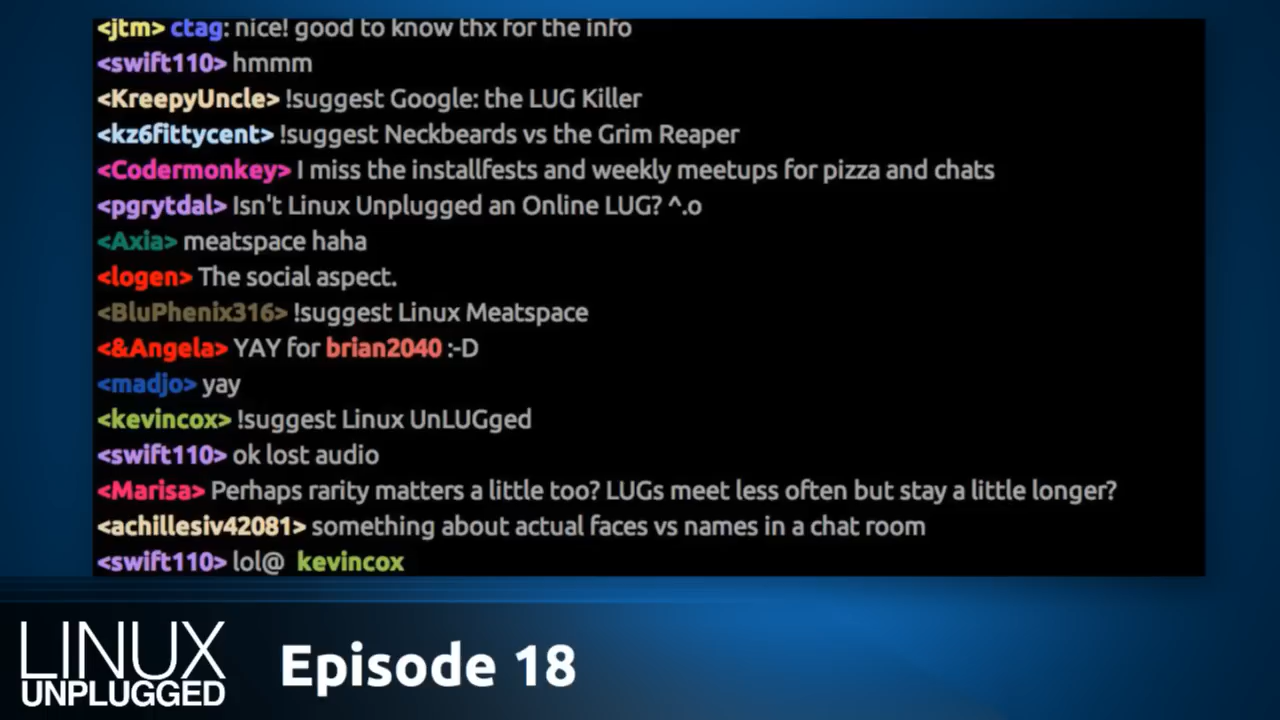 <jtm> ctag: nice! good to know thx for the info
<swift110> hmmm
<KreepyUncle> !suggest Google: the LUG Killer
<kz6fittycent> !suggest Neckbeards vs the Grim Reaper
<Codermonkey> I miss the installfests and weekly meetups for pizza and chats
<pgrytdal> Isn't Linux Unplugged an Online LUG? ^.o
<Axia> meatspace haha
<logen> The social aspect.
<BluPhenix316> !suggest Linux Meatspace
<&Angela> YAY for brian2040 :-D
<madjo> yay
<kevincox> !suggest Linux UnLUGged
<swift110> ok lost audio
<Marisa> Perhaps rarity matters a little too? LUGs meet less often but stay a little longer?
<achillesiv42081> something about actual faces vs names in a chat room
<swift110> lol@ kevincox
LINUX
UNPLUGGED
Episode 18